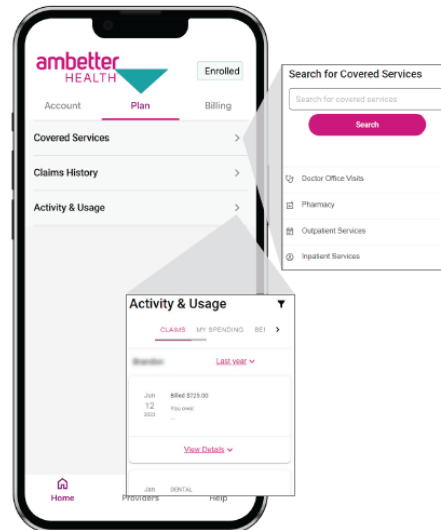 ambetter
HEALTH
Enrolled
Account Plan Billing
Covered Services
Claims History
Activity & Usage
Search for Covered Services
Search for covered services
Search
Doctor Office Visits
Pharmacy
Outpatient Services
Inpatient Services
Activity & Usage
CLAIMS MY SPENDING
Last year
Jun
12
2023
Billed $725.00
YOU OWE:
--
View Details
Jan DENTAL
Home Providers Help